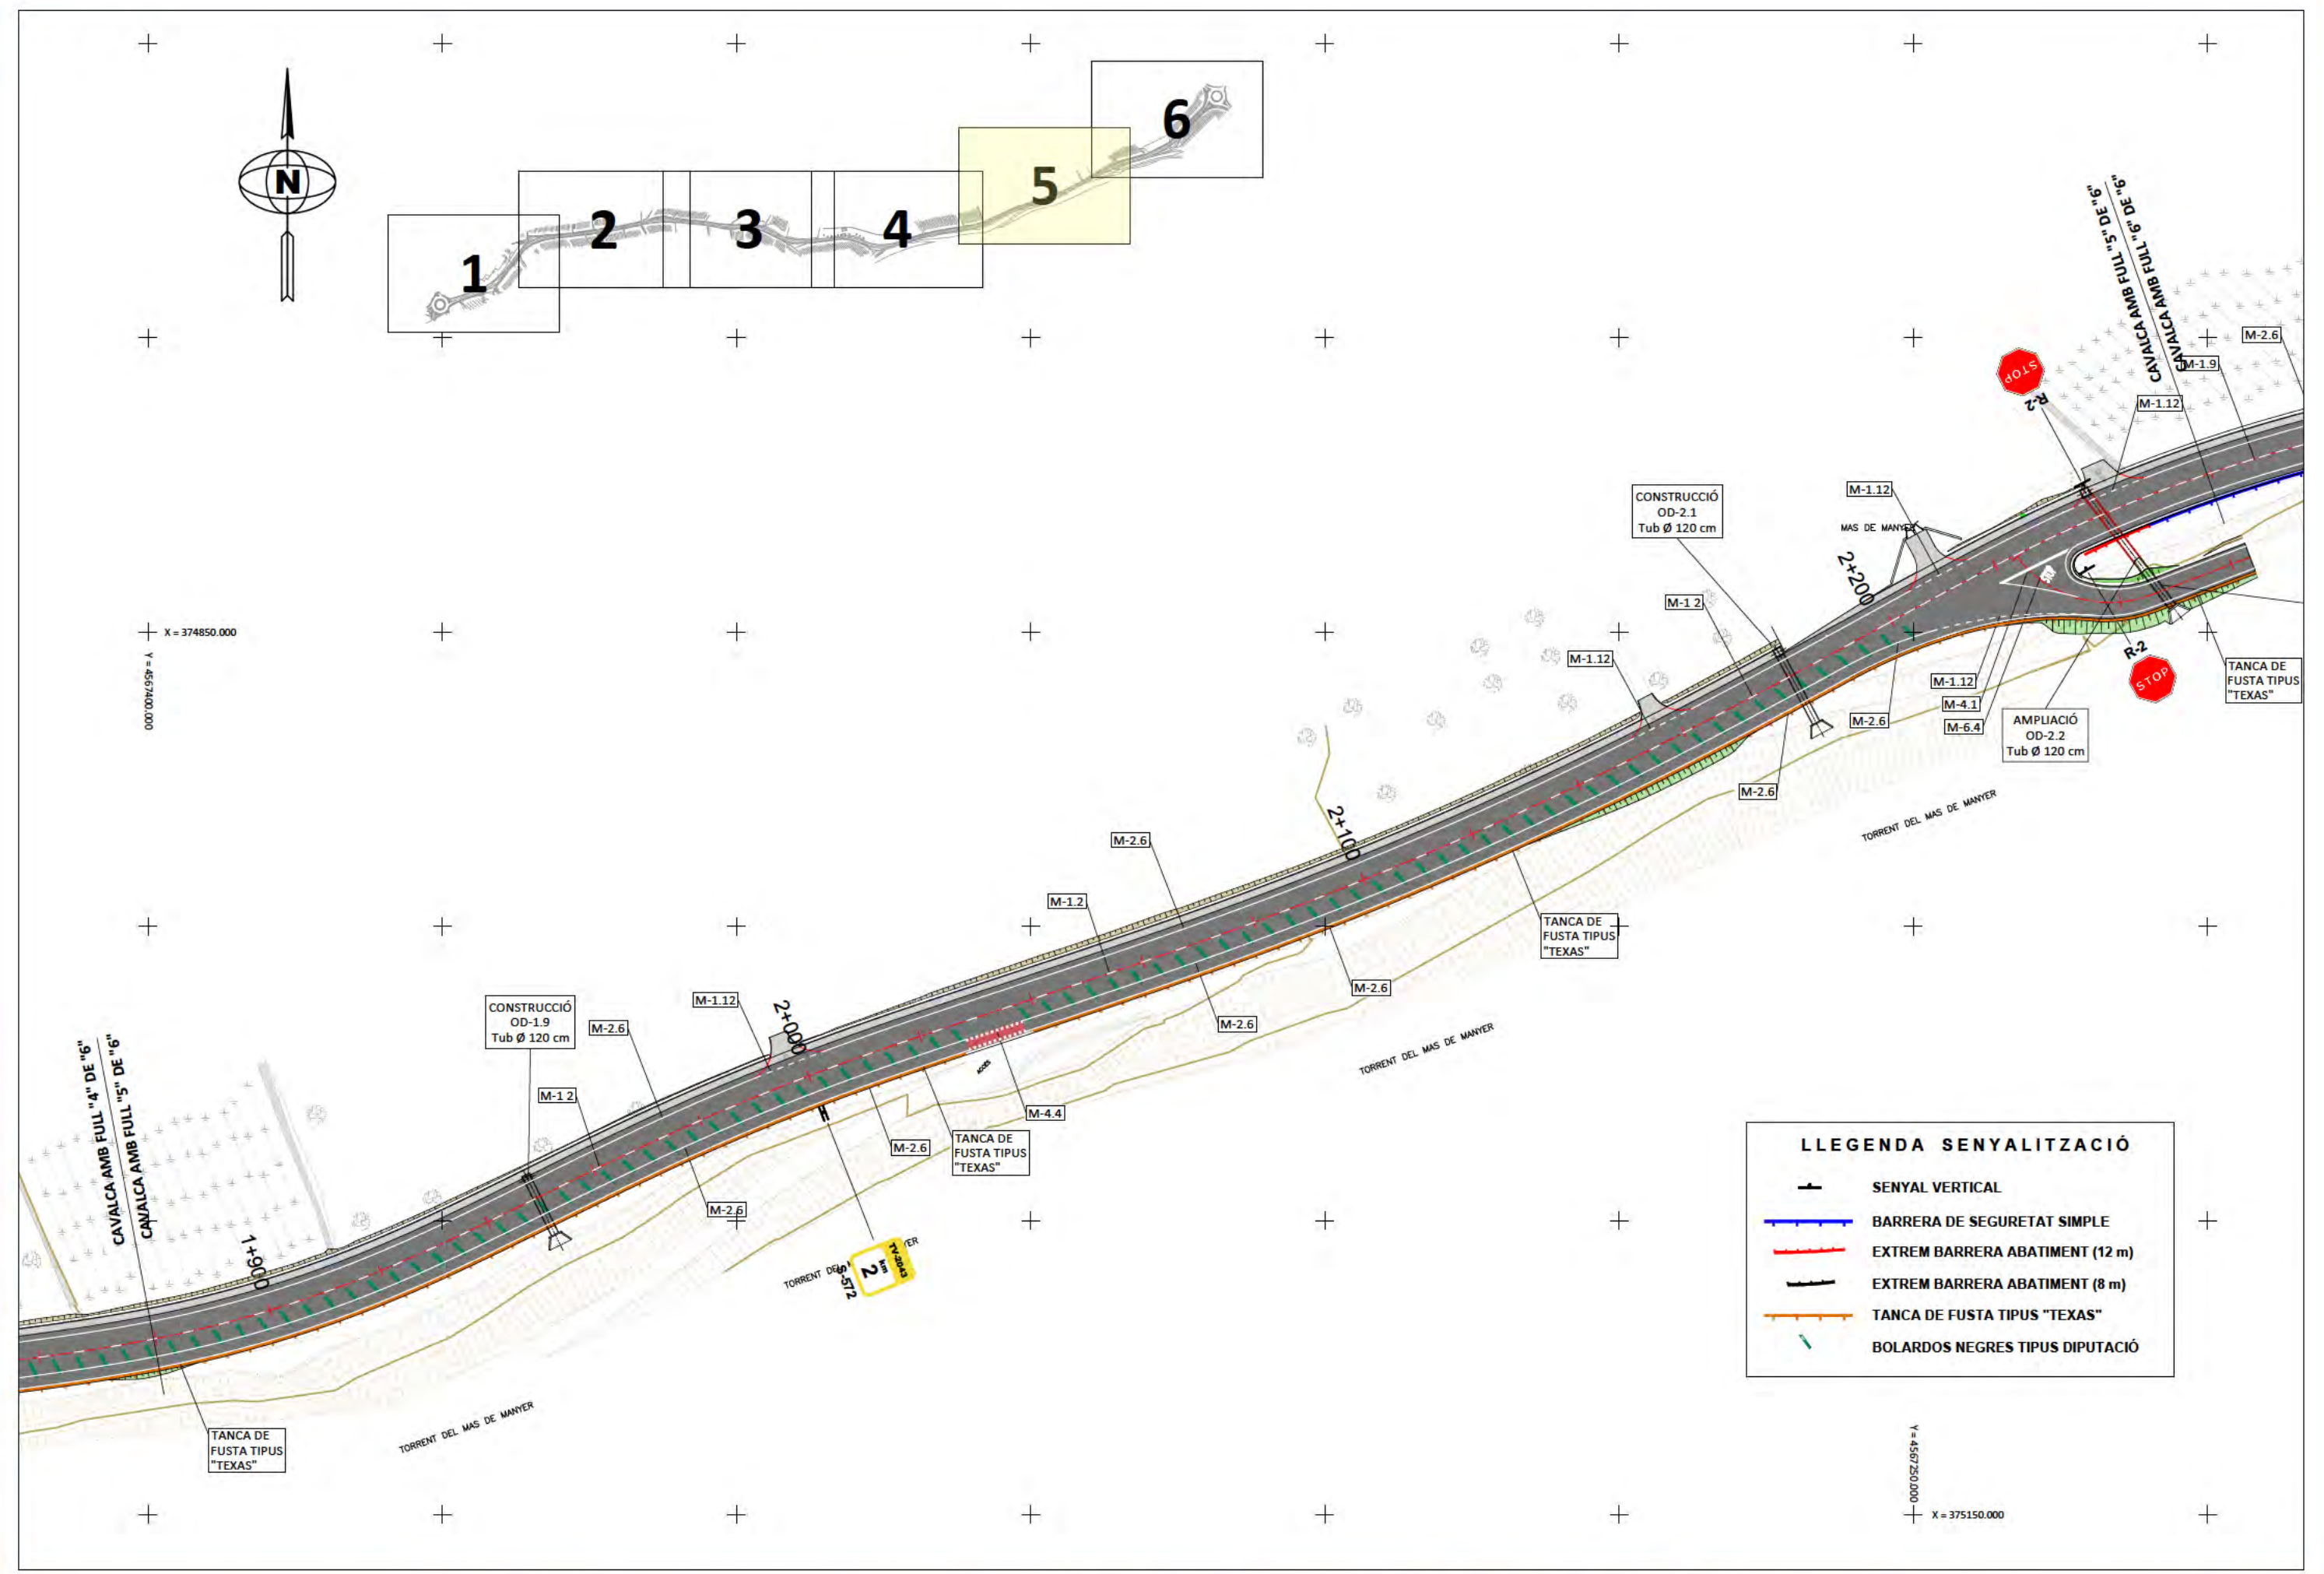 N
1
2
3
4
5
6
CAVALCA AMB FULL "5" DE "6"
CAVALCA AMB FULL "6" DE "6"
M-2.6
M-1.9
STOP
R-2
M-1.12
CONSTRUCCIÓ
OD-2.1
Tub Ø 120 cm
M-1.12
MAS DE MANYER
2+200
STOP
X = 374850.000
Y = 4567400.000
M-1 2
M-1.12
R-2
STOP
TANCA DE
FUSTA TIPUS
"TEXAS"
M-1.12
M-4.1
M-6.4
M-2.6
AMPLIACIÓ
OD-2.2
Tub Ø 120 cm
M-2.6
TORRENT DEL MAS DE MANYER
2+100
M-2.6
M-1.2
TANCA DE
FUSTA TIPUS
"TEXAS"
M-2.6
M-2.6
CONSTRUCCIÓ
OD-1.9
Tub Ø 120 cm
M-1.12
2+000
M-2.6
TORRENT DEL MAS DE MANYER
CAVALCA AMB FULL "4" DE "6"
CAVALCA AMB FULL "5" DE "6"
ACCES
M-1 2
M-4.4
M-2.6
TANCA DE
FUSTA TIPUS
"TEXAS"
M-2.6
1+900
TORRENT DEL
YER
S-572
2
km
TV-2043
TANCA DE
FUSTA TIPUS
"TEXAS"
TORRENT DEL MAS DE MANYER
LLEGENDA SENYALITZACIÓ
SENYAL VERTICAL
BARRERA DE SEGURETAT SIMPLE
EXTREM BARRERA ABATIMENT (12 m)
EXTREM BARRERA ABATIMENT (8 m)
TANCA DE FUSTA TIPUS "TEXAS"
BOLARDOS NEGRES TIPUS DIPUTACIÓ
Y = 4567250.000
X = 375150.000